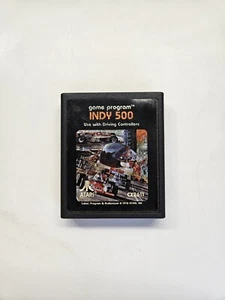 game program™
INDY 500
Use with Driving Controllers
ATARI
CX2611